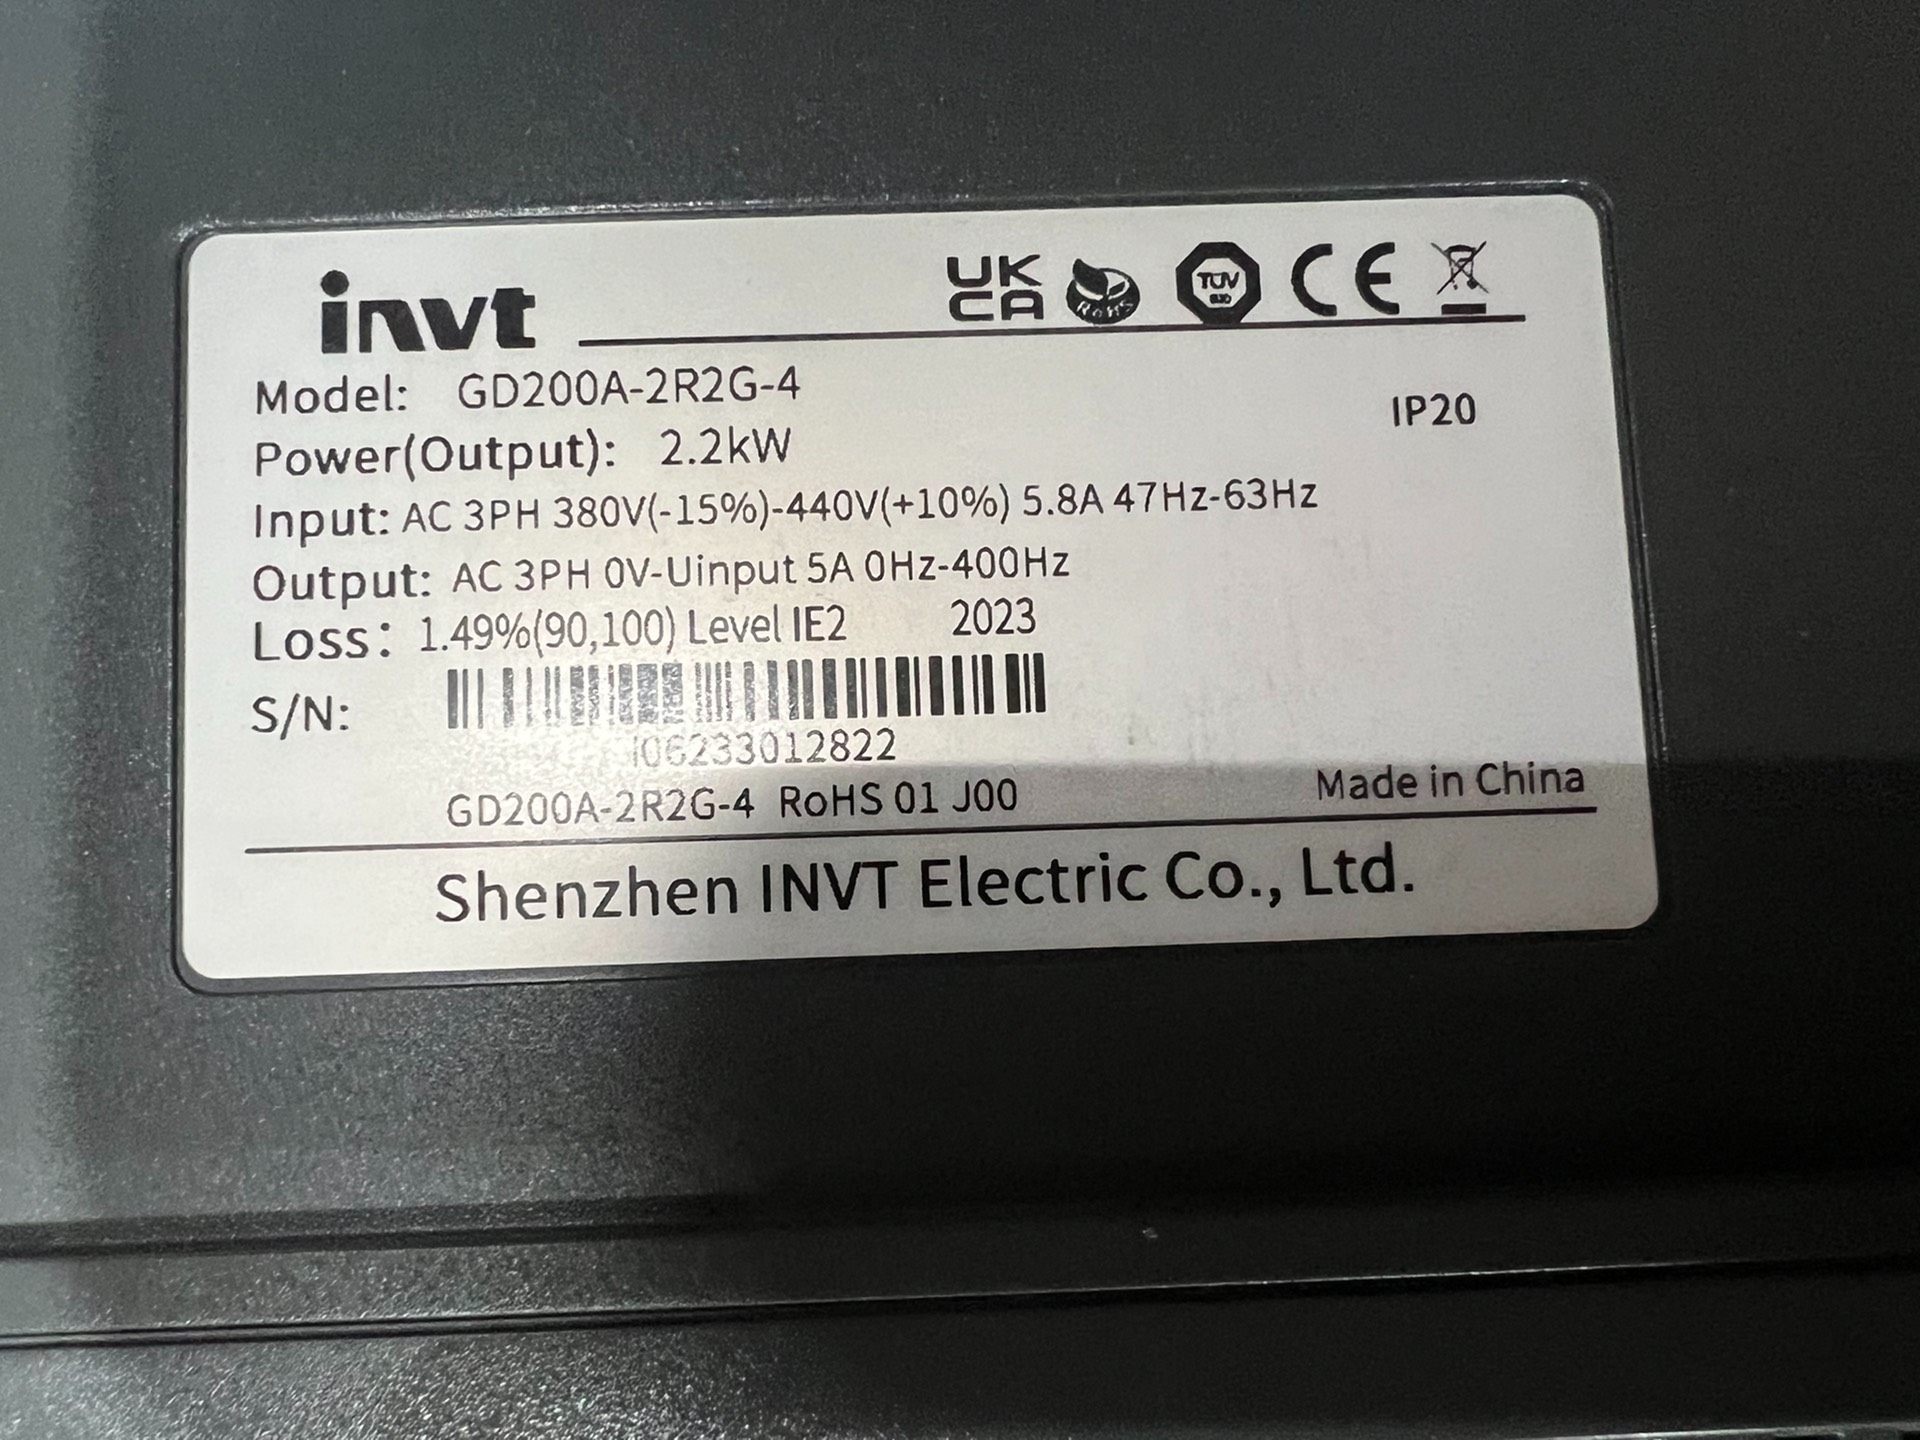 invt
UK
CA
RoHS
TÜV
SÜD
CE
Model: GD200A-2R2G-4
IP20
Power(Output): 2.2kW
Input: AC 3PH 380V(-15%)-440V(+10%) 5.8A 47Hz-63Hz
Output: AC 3PH 0V-Uinput 5A 0Hz-400Hz
Loss: 1.49%(90,100) Level IE2 2023
S/N:
GD200A-2R2G-4 RoHS 01 J00
Made in China
Shenzhen INVT Electric Co., Ltd.